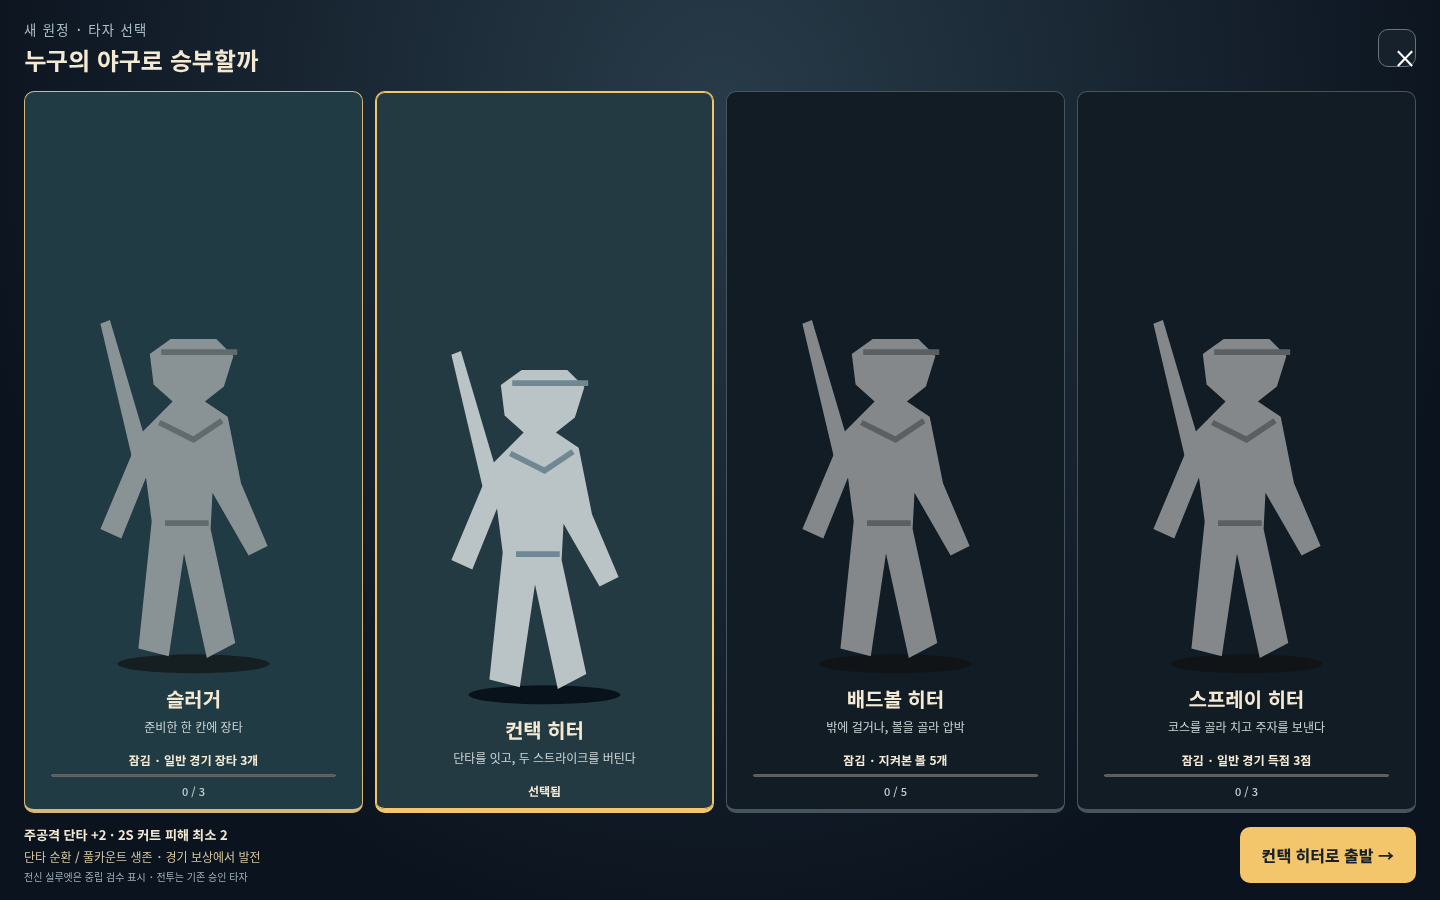 새 원정 · 타자 선택
누구의 야구로 승부할까
×
슬러거
준비한 한 칸에 장타
잠김 · 일반 경기 장타 3개
0 / 3
컨택 히터
단타를 잇고, 두 스트라이크를 버틴다
선택됨
배드볼 히터
밖에 걸거나, 볼을 골라 압박
잠김 · 지켜본 볼 5개
0 / 5
스프레이 히터
코스를 골라 치고 주자를 보낸다
잠김 · 일반 경기 득점 3점
0 / 3
주공격 단타 +2 · 2S 커트 피해 최소 2
단타 순환 / 풀카운트 생존 · 경기 보상에서 발전
전신 실루엣은 중립 검수 표시 · 전투는 기존 승인 타자
컨택 히터로 출발 →